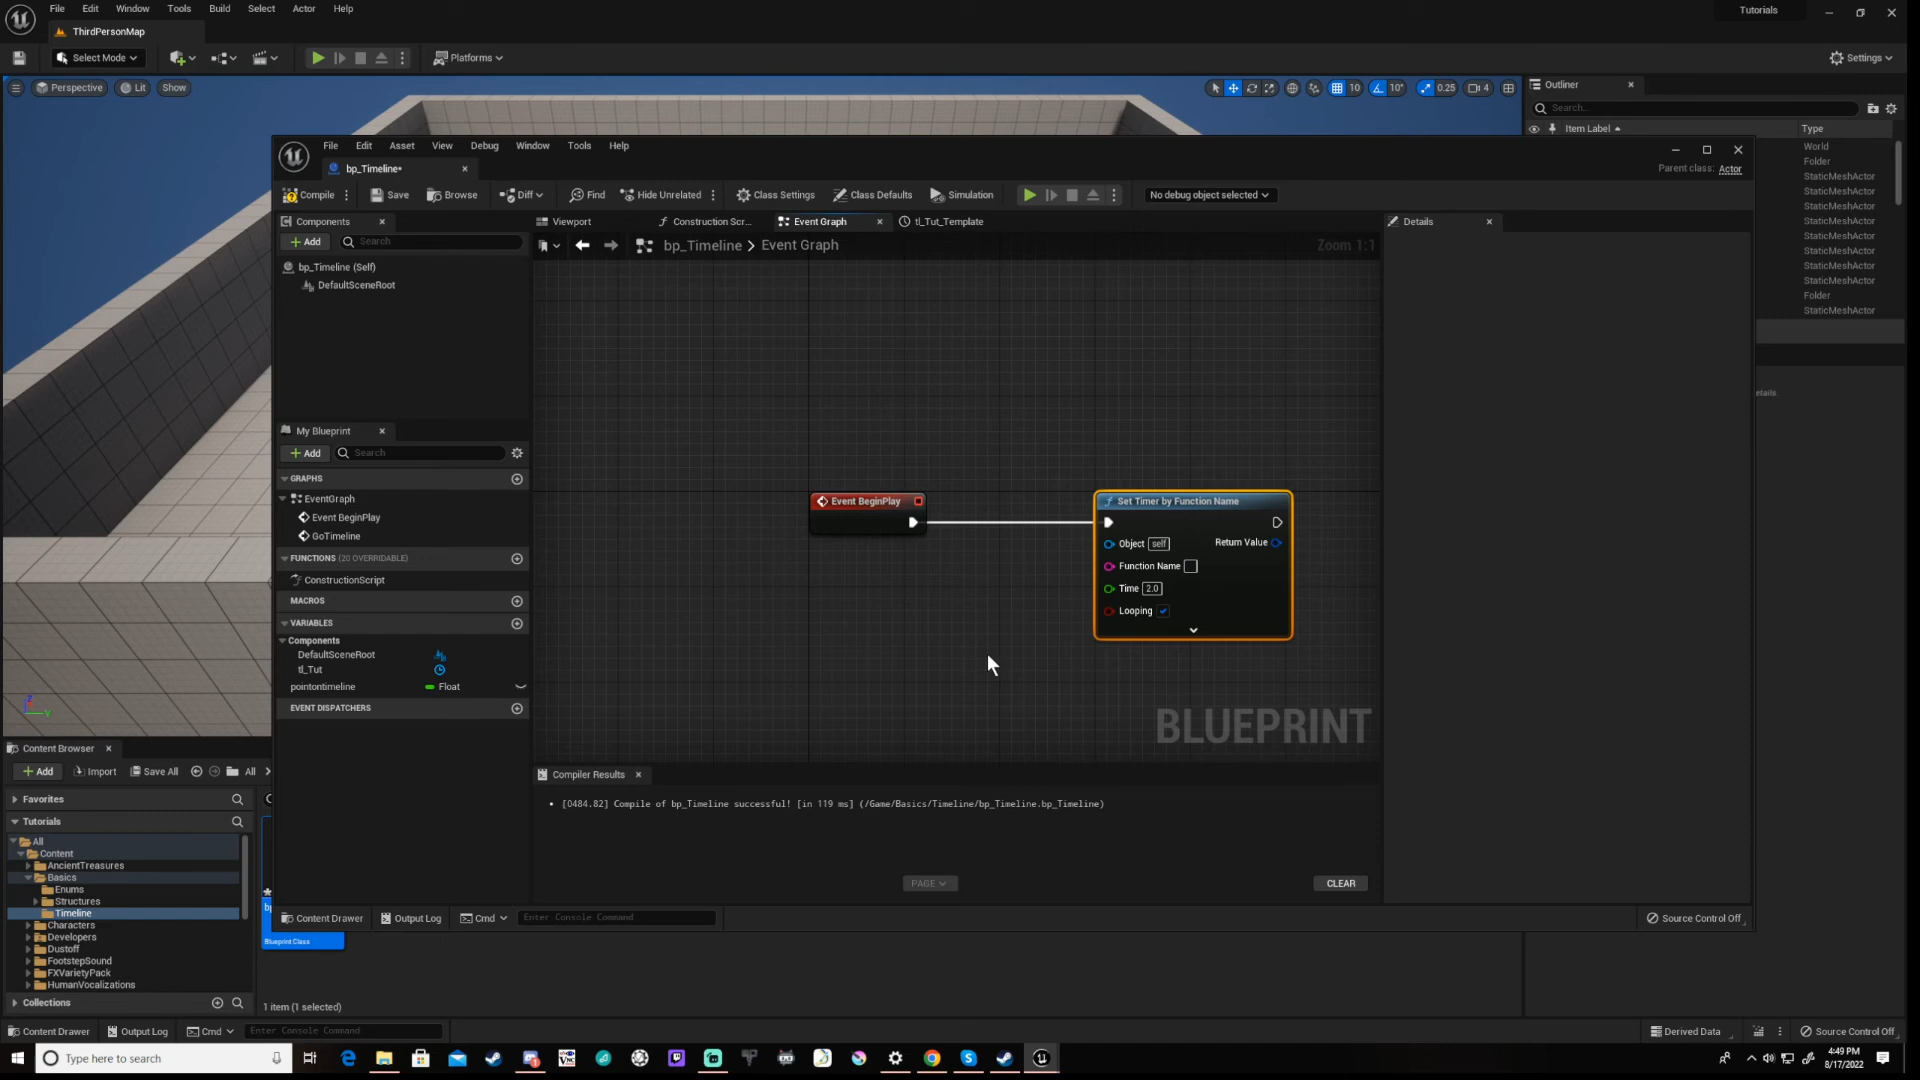 File Edit Window Tools Build Select Actor Help
Tutorials
ThirdPersonMap
Select Mode
Platforms
Settings
Perspective
Lit
Show
10
10°
0.25
4
Outliner
Search...
Item Label
Type
World
Folder
StaticMeshActor
StaticMeshActor
StaticMeshActor
StaticMeshActor
StaticMeshActor
StaticMeshActor
StaticMeshActor
StaticMeshActor
Folder
StaticMeshActor
etails
File Edit Asset View Debug Window Tools Help
bp_Timeline*
Parent class: Actor
Compile
Save
Browse
Diff
Find
Hide Unrelated
Class Settings
Class Defaults
Simulation
No debug object selected
Components
Add
Search
bp_Timeline (Self)
DefaultSceneRoot
Viewport
Construction Scr...
Event Graph
tl_Tut_Template
bp_Timeline > Event Graph
Zoom 1:1
Details
My Blueprint
Add
Search
GRAPHS
EventGraph
Event BeginPlay
GoTimeline
FUNCTIONS (20 OVERRIDABLE)
ConstructionScript
MACROS
VARIABLES
Components
DefaultSceneRoot
tl_Tut
pointontimeline
Float
EVENT DISPATCHERS
Event BeginPlay
Set Timer by Function Name
Object self
Return Value
Function Name
Time 2.0
Looping
BLUEPRINT
Compiler Results
[0484.82] Compile of bp_Timeline successful! [in 119 ms] (/Game/Basics/Timeline/bp_Timeline.bp_Timeline)
PAGE
CLEAR
Content Drawer
Output Log
Cmd
Enter Console Command
Source Control Off
Content Browser
Add
Import
Save All
All
Favorites
Tutorials
All
Content
AncientTreasures
Basics
Enums
Structures
Timeline
Characters
Developers
Dustoff
FootstepSound
FXVarietyPack
HumanVocalizations
Collections
bp
Blueprint Class
1 item (1 selected)
Content Drawer
Output Log
Cmd
Enter Console Command
Derived Data
Source Control Off
Type here to search
4:49 PM
8/17/2022